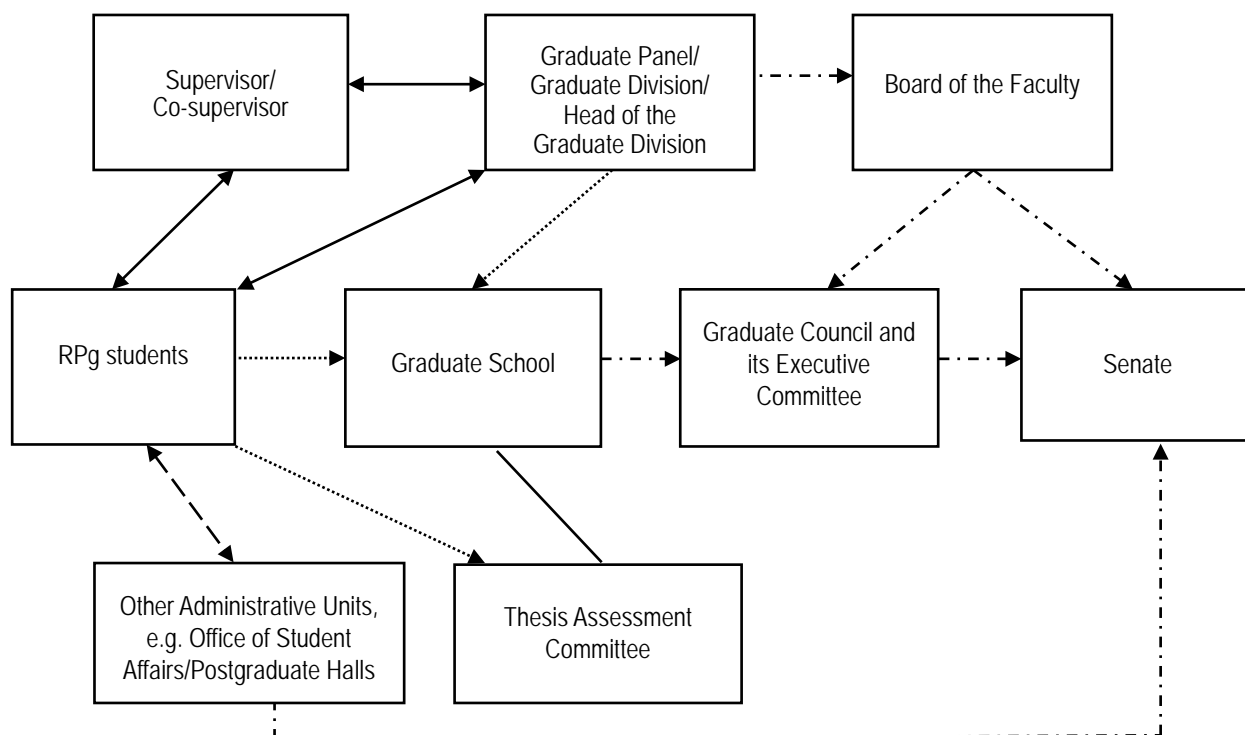 Supervisor/
Co-supervisor
Graduate Panel/
Graduate Division/
Head of the
Graduate Division
Board of the Faculty
RPg students
Graduate School
Graduate Council and
its Executive
Committee
Senate
Other Administrative Units,
e.g. Office of Student
Affairs/Postgraduate Halls
Thesis Assessment
Committee